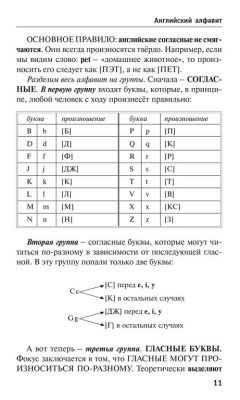 Английский алфавит
ОСНОВНОЕ ПРАВИЛО: английские согласные не смяг-
чаются. Они всегда произносятся твёрдо. Например, если
мы видим слово: pet – «домашнее животное», то произ-
носить его следует как [ПЭТ], а не как [ПЕТ].
Разделим весь алфавит на группы. Сначала – СОГЛАС-
НЫЕ. В первую группу входят буквы, которые, в принци-
пе, любой человек с ходу произнесёт правильно:
буква произношение буква произношение
B b [Б] P p [П]
D d [Д] Q q [К]
F f [Ф] R r [Р]
J j [ДЖ] S s [С]
K k [К] T t [Т]
L l [Л] V v [В]
M m [М] X x [КС]
N n [Н] Z z [З]
Вторая группа – согласные буквы, которые могут чи-
таться по-разному в зависимости от последующей глас-
ной. В эту группу попали только две буквы:
[С] перед e, i, y
C c
[К] в остальных случаях
[ДЖ] перед e, i, y
G g
[Г] в остальных случаях
А вот теперь – третья группа. ГЛАСНЫЕ БУКВЫ.
Фокус заключается в том, что ГЛАСНЫЕ МОГУТ ПРО-
ИЗНОСИТЬСЯ ПО-РАЗНОМУ. Теоретически выделяют
11